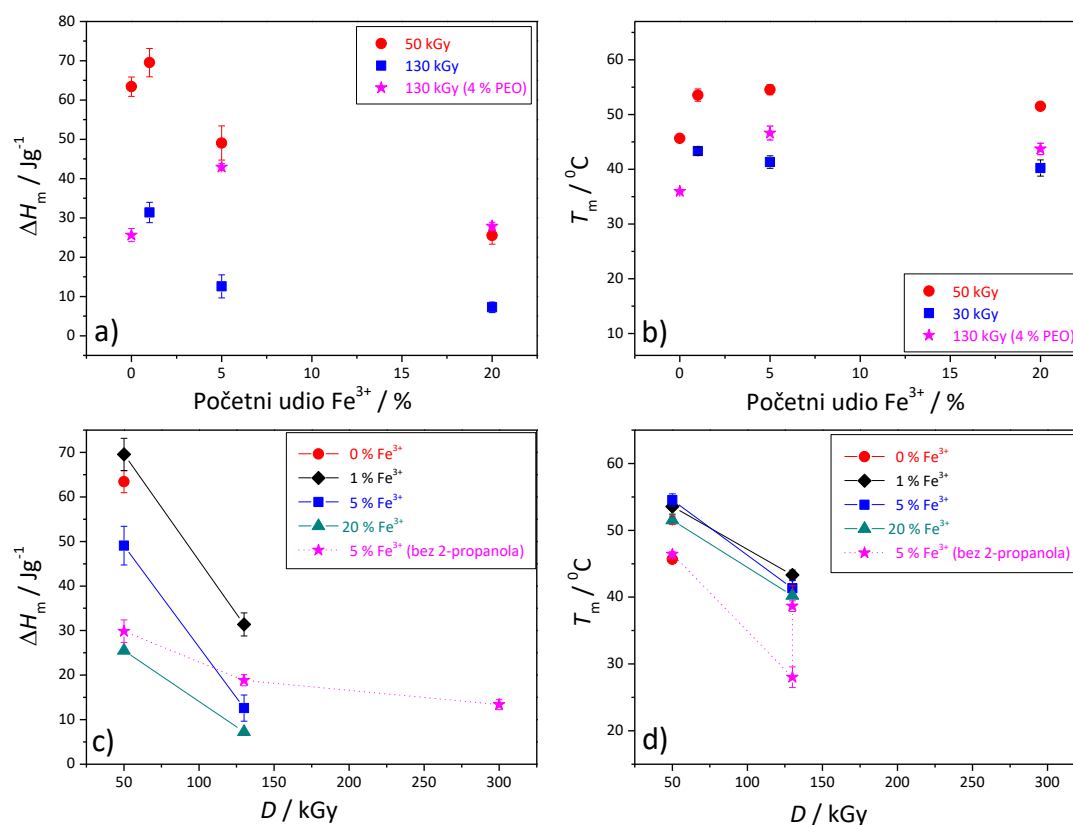 80
70
60
50
40
30
20
10
0
ΔHₘ / Jg⁻¹
50 kGy
130 kGy
130 kGy (4 % PEO)
a)
0
5
10
15
20
Početni udio Fe³⁺ / %
60
50
40
30
20
10
Tₘ / ⁰C
50 kGy
30 kGy
130 kGy (4 % PEO)
b)
0
5
10
15
20
Početni udio Fe³⁺ / %
70
60
50
40
30
20
10
0
ΔHₘ / Jg⁻¹
0 % Fe³⁺
1 % Fe³⁺
5 % Fe³⁺
20 % Fe³⁺
5 % Fe³⁺ (bez 2-propanola)
c)
50
100
150
200
250
300
D / kGy
60
50
40
30
20
Tₘ / ⁰C
0 % Fe³⁺
1 % Fe³⁺
5 % Fe³⁺
20 % Fe³⁺
5 % Fe³⁺ (bez 2-propanola)
d)
50
100
150
200
250
300
D / kGy